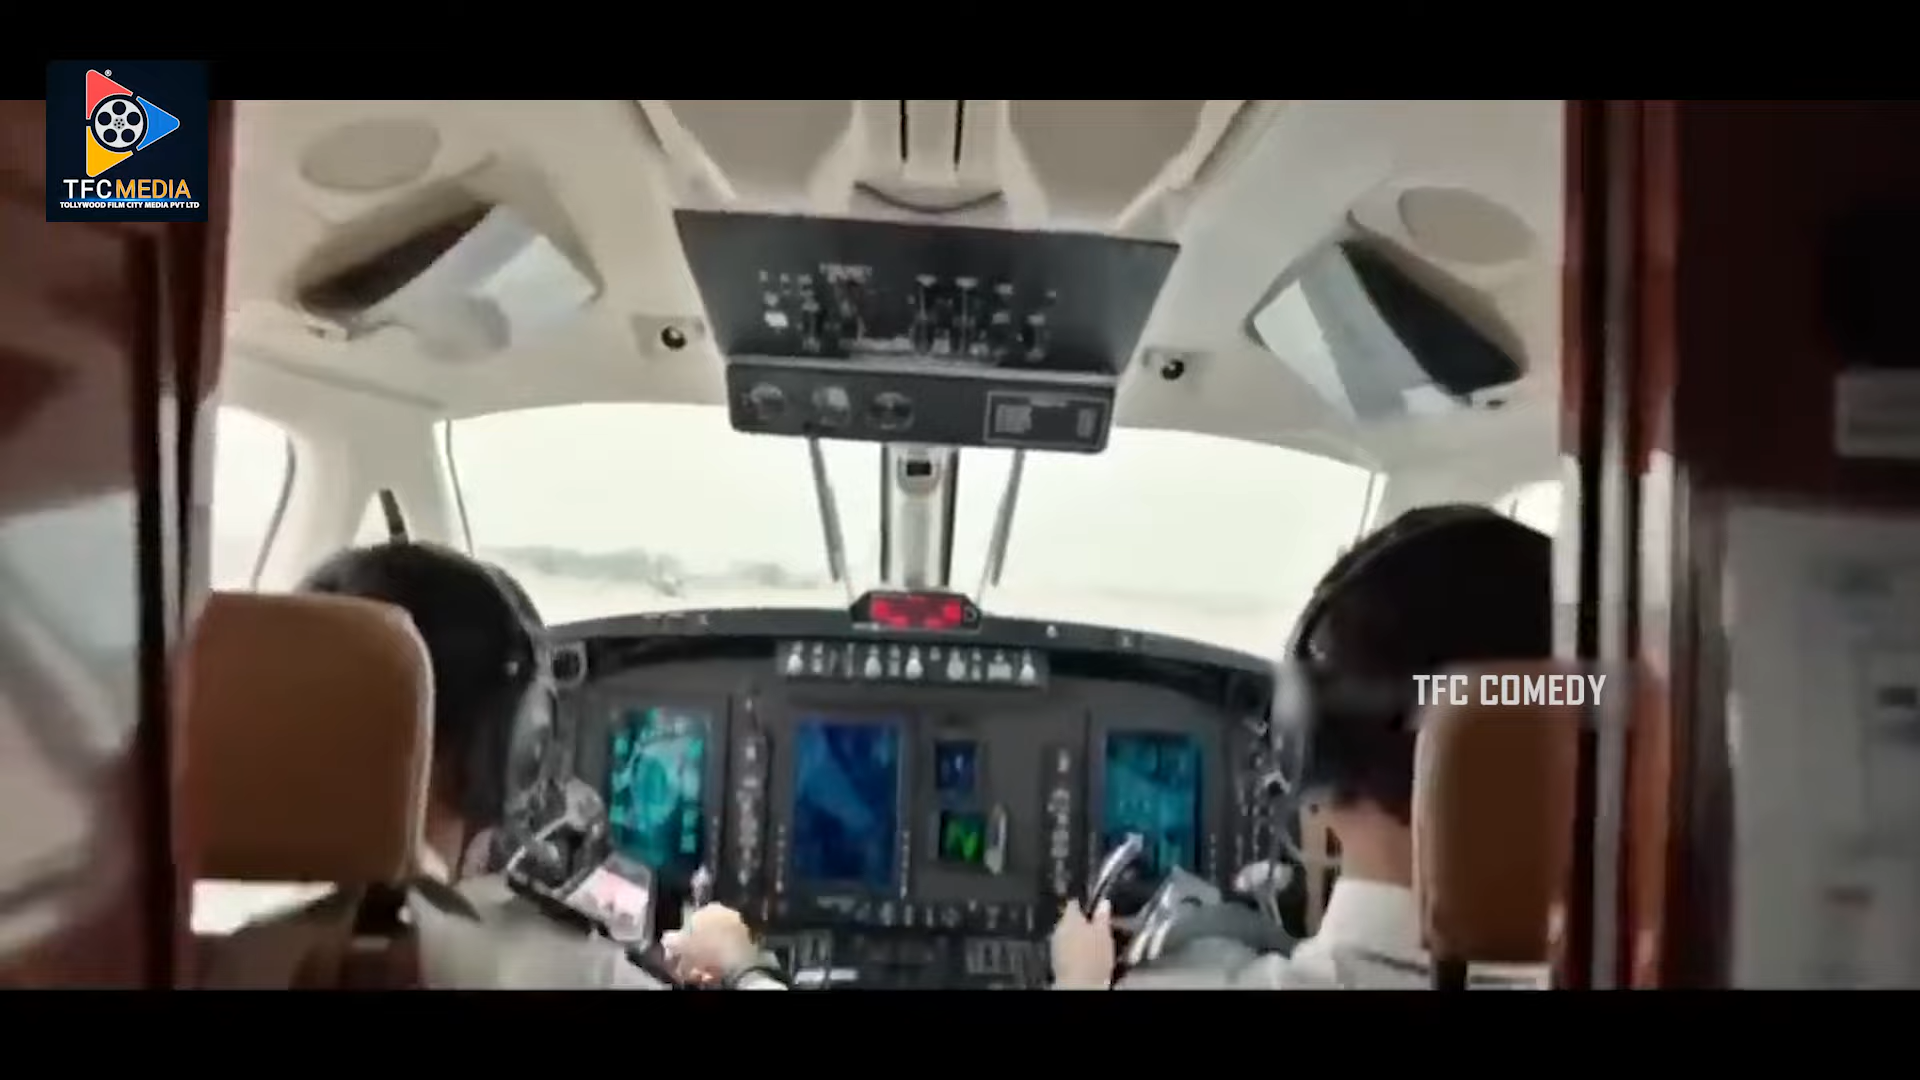 TFC MEDIA
TOLLYWOOD FILM CITY MEDIA PVT LTD
TFC COMEDY